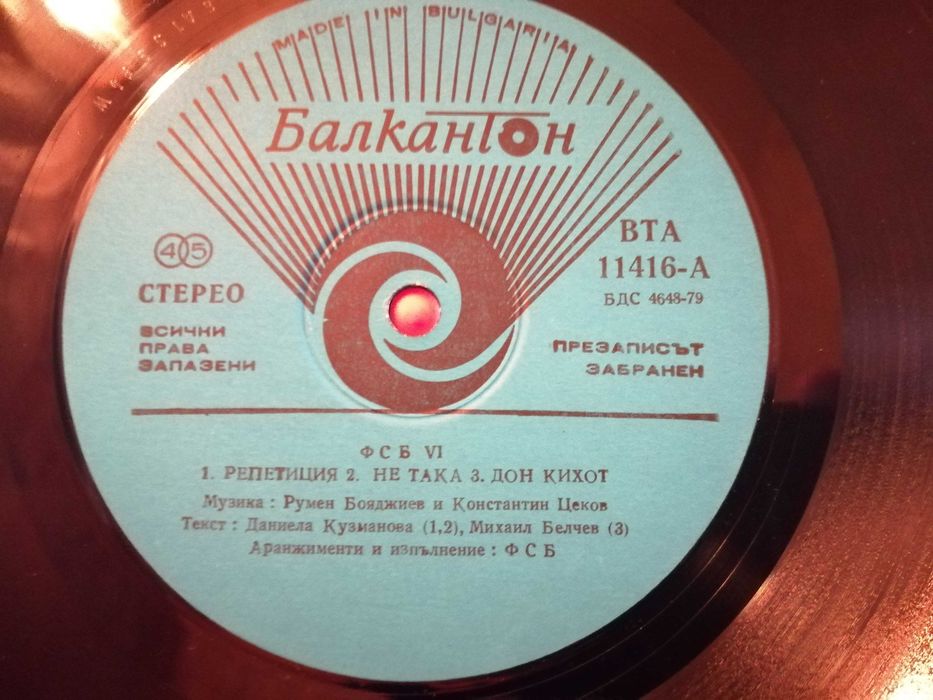 MADE IN BULGARIA
Балкантон
ВТА
11416-А
БДС 4648-79
45
СТЕРЕО
ВСИЧКИ
ПРАВА
ЗАПАЗЕНИ
ПРЕЗАПИСЪТ
ЗАБРАНЕН
ФСБ VI
1. РЕПЕТИЦИЯ 2. НЕ ТАКА 3. ДОН КИХОТ
Музика : Румен Бояджиев и Константин Цеков
Текст : Даниела Кузманова (1,2), Михаил Белчев (3)
Аранжименти и изпълнение : ФСБ